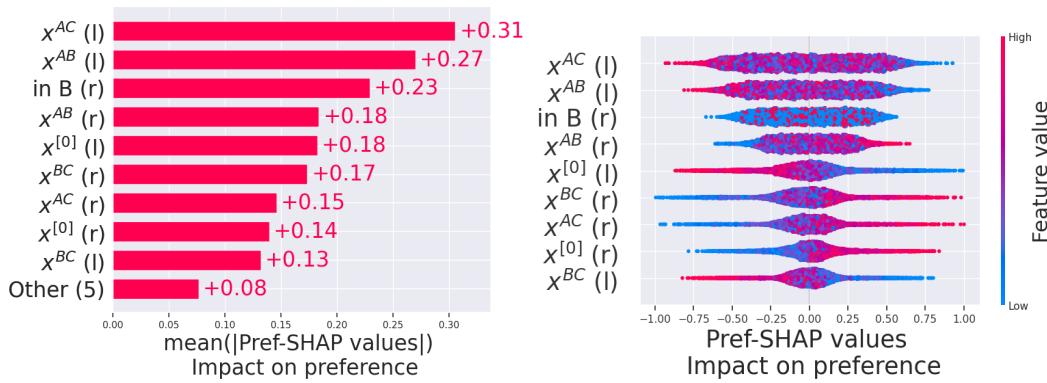 x^{AC} (l)
+0.31
x^{AB} (l)
+0.27
in B (r)
+0.23
x^{AB} (r)
+0.18
x^{[0]} (l)
+0.18
x^{BC} (r)
+0.17
x^{AC} (r)
+0.15
x^{[0]} (r)
+0.14
x^{BC} (l)
+0.13
Other (5)
+0.08
0.00 0.05 0.10 0.15 0.20 0.25 0.30
mean(|Pref-SHAP values|)
Impact on preference
x^{AC} (l)
x^{AB} (l)
in B (r)
x^{AB} (r)
x^{[0]} (l)
x^{BC} (r)
x^{AC} (r)
x^{[0]} (r)
x^{BC} (l)
−1.00 −0.75 −0.50 −0.25 0.00 0.25 0.50 0.75 1.00
Pref-SHAP values
Impact on preference
High
Feature value
Low